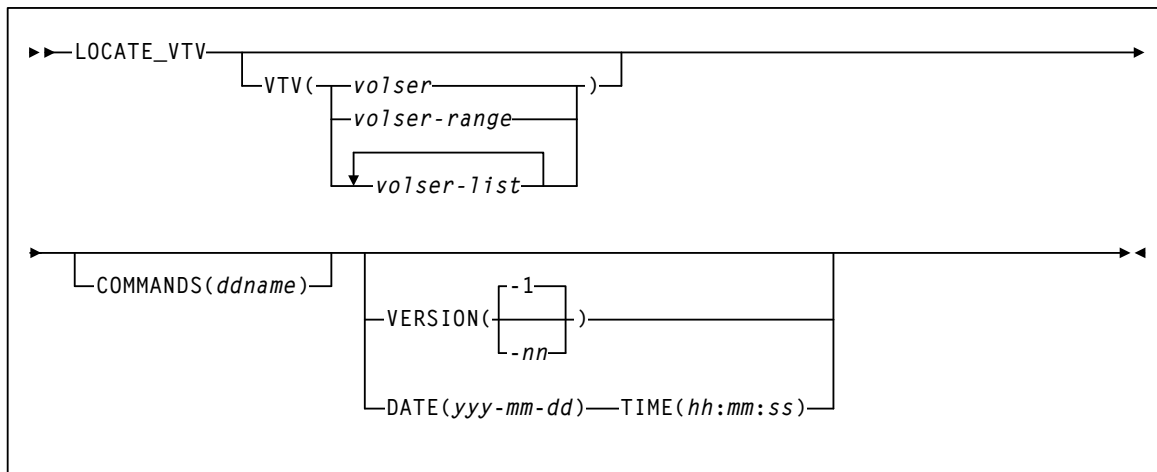 LOCATE_VTV
VTV( volser )
volser-range
volser-list
COMMANDS(ddname)
-1
VERSION( )
-nn
DATE(yyy-mm-dd) TIME(hh:mm:ss)